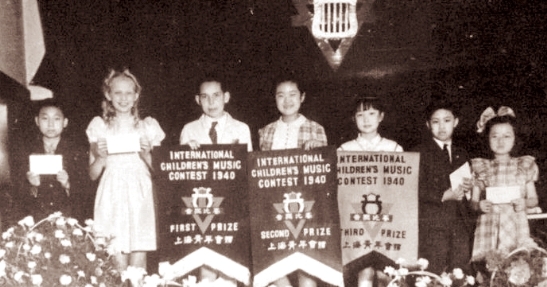 INTERNATIONAL
CHILDREN'S MUSIC
CONTEST 1940
FIRST PRIZE
上海青年會
INTERNATIONAL
CHILDREN'S MUSIC
CONTEST 1940
SECOND PRIZE
上海青年會
INTERNATIONAL
HILDREN'S MUSIC
CONTEST 1940
THIRD PRIZE
上海青年會